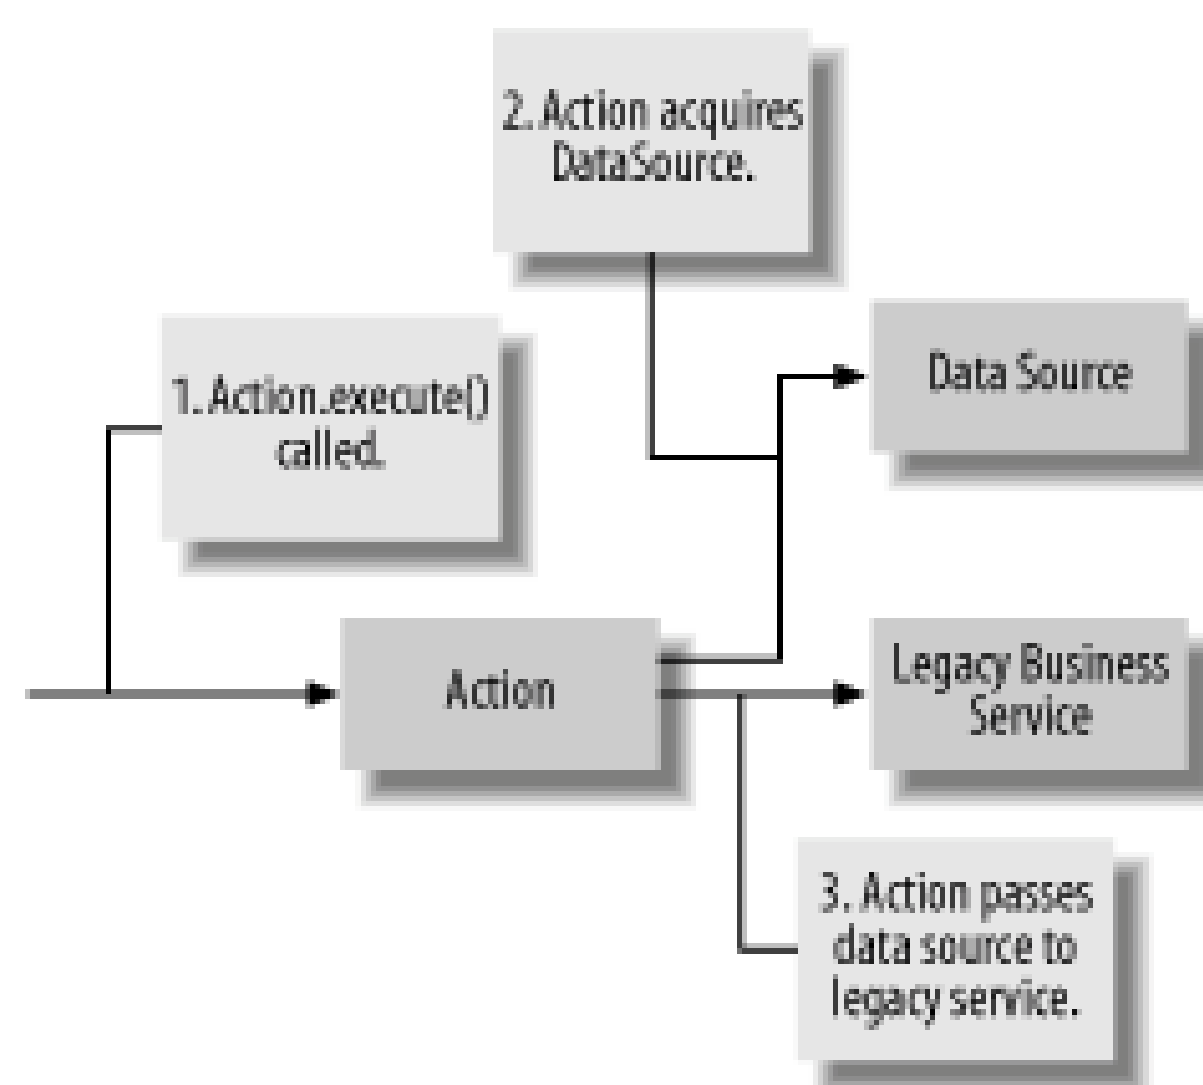 2. Action acquires
DataSource.
Data Source
1. Action.execute()
called.
Action
Legacy Business
Service
3. Action passes
data source to
legacy service.